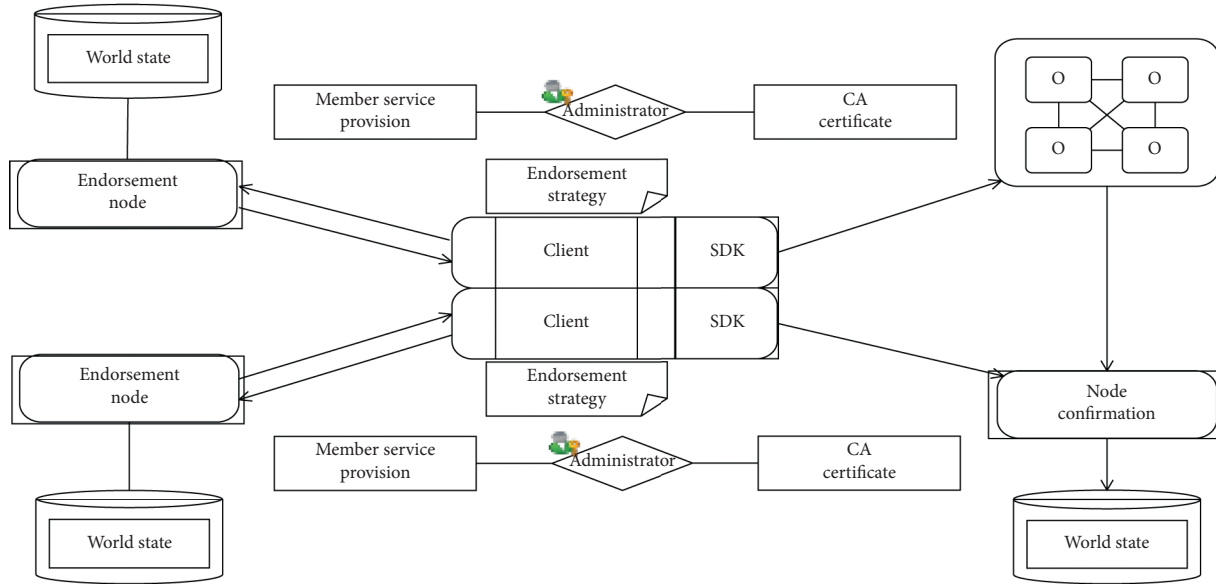 World state
Member service
provision
Administrator
CA
certificate
O
O
O
O
Endorsement
node
Endorsement
strategy
Client
SDK
Client
SDK
Endorsement
node
Endorsement
strategy
Node
confirmation
Member service
provision
Administrator
CA
certificate
World state
World state